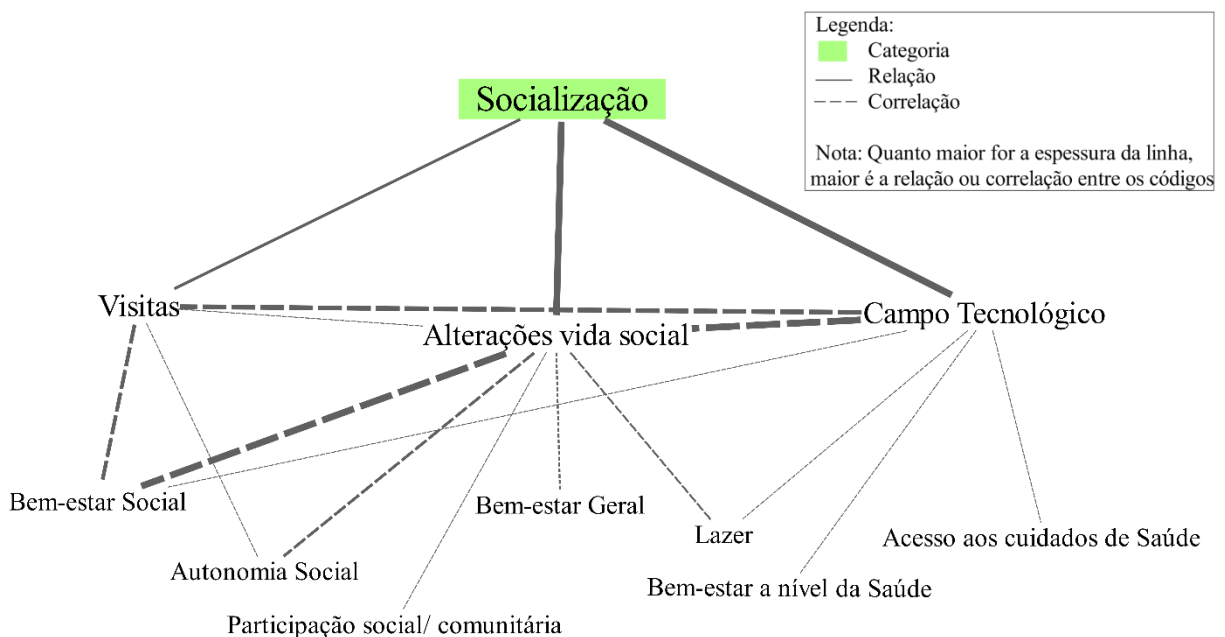 Legenda:
Categoria
Relação
Correlação
Nota: Quanto maior for a espessura da linha,
maior é a relação ou correlação entre os códigos
Socialização
Visitas
Alterações vida social
Campo Tecnológico
Bem-estar Social
Bem-estar Geral
Lazer
Acesso aos cuidados de Saúde
Autonomia Social
Bem-estar a nível da Saúde
Participação social/ comunitária